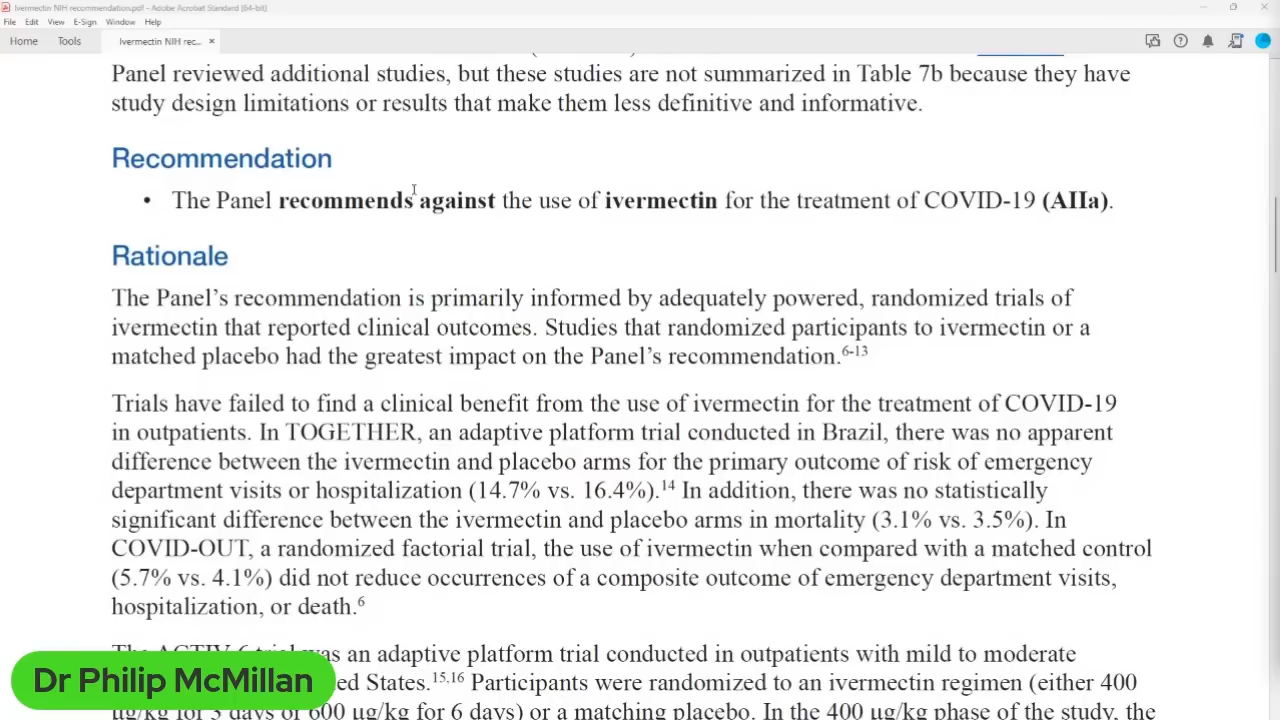 Ivermectin NIH recommendation.pdf - Adobe Acrobat Standard (64-bit)
File Edit View E-Sign Window Help
Home Tools Ivermectin NIH rec... ×
Panel reviewed additional studies, but these studies are not summarized in Table 7b because they have
study design limitations or results that make them less definitive and informative.
Recommendation
• The Panel recommends against the use of ivermectin for the treatment of COVID-19 (AIIa).
Rationale
The Panel’s recommendation is primarily informed by adequately powered, randomized trials of
ivermectin that reported clinical outcomes. Studies that randomized participants to ivermectin or a
matched placebo had the greatest impact on the Panel’s recommendation.6-13
Trials have failed to find a clinical benefit from the use of ivermectin for the treatment of COVID-19
in outpatients. In TOGETHER, an adaptive platform trial conducted in Brazil, there was no apparent
difference between the ivermectin and placebo arms for the primary outcome of risk of emergency
department visits or hospitalization (14.7% vs. 16.4%).14 In addition, there was no statistically
significant difference between the ivermectin and placebo arms in mortality (3.1% vs. 3.5%). In
COVID-OUT, a randomized factorial trial, the use of ivermectin when compared with a matched control
(5.7% vs. 4.1%) did not reduce occurrences of a composite outcome of emergency department visits,
hospitalization, or death.6
The ACTIV-6 trial was an adaptive platform trial conducted in outpatients with mild to moderate
ed States.15,16 Participants were randomized to an ivermectin regimen (either 400
µg/kg for 3 days or 600 µg/kg for 6 days) or a matching placebo. In the 400 µg/kg phase of the study, the
Dr Philip McMillan